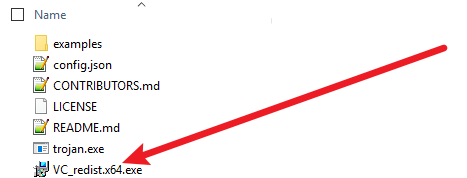 Name
examples
config.json
CONTRIBUTORS.md
LICENSE
README.md
trojan.exe
VC_redist.x64.exe